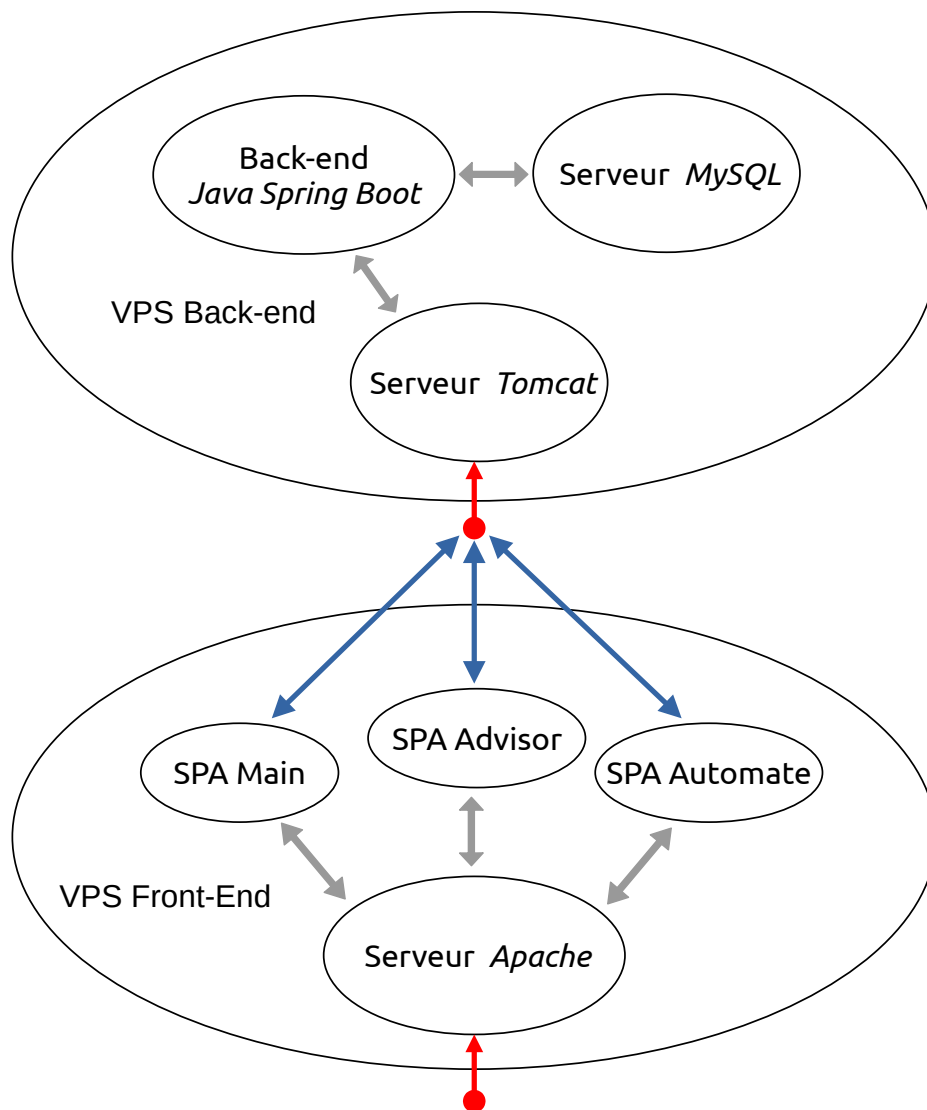 Back-end
Java Spring Boot
Serveur MySQL
VPS Back-end
Serveur Tomcat
SPA Main
SPA Advisor
SPA Automate
VPS Front-End
Serveur Apache